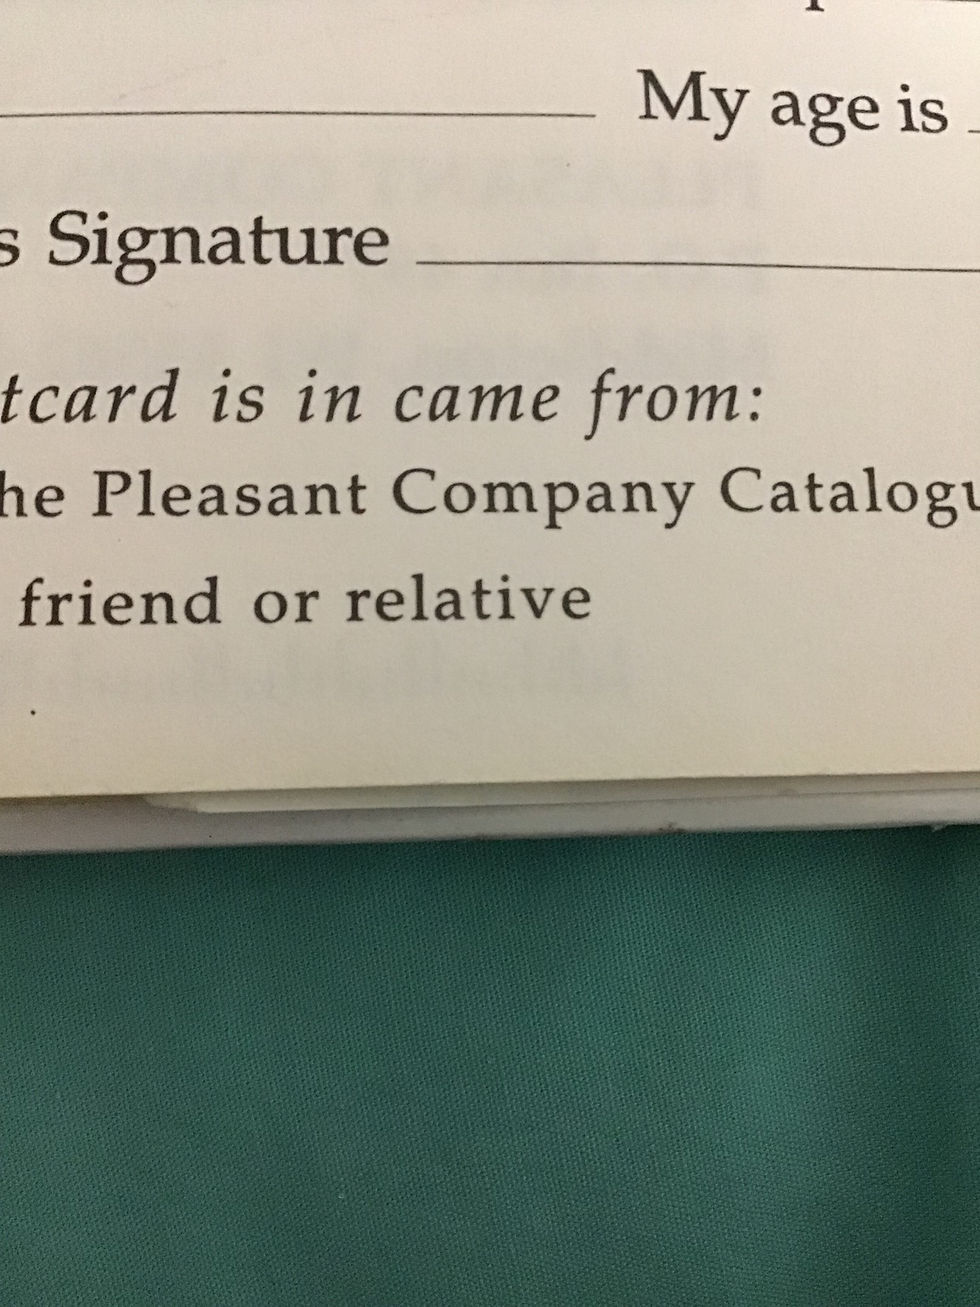 My age is
s Signature
tcard is in came from:
he Pleasant Company Catalogu
friend or relative